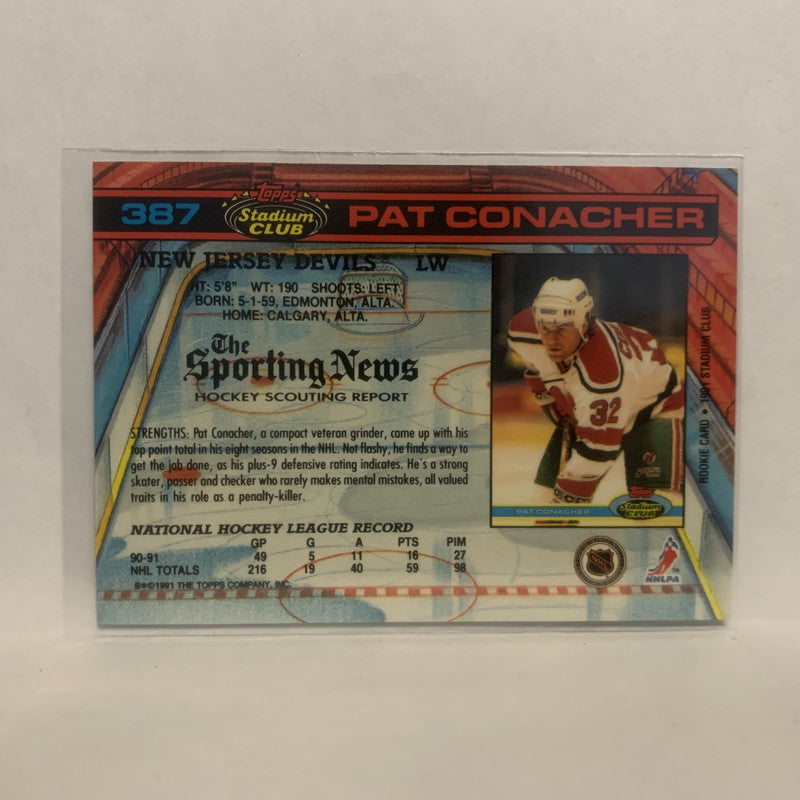 387
Topps
Stadium
CLUB
PAT CONACHER
NEW JERSEY DEVILS® LW
HT: 5'8" WT: 190 SHOOTS: LEFT
BORN: 5-1-59, EDMONTON, ALTA.
HOME: CALGARY, ALTA.
The
Sporting News
HOCKEY SCOUTING REPORT
STRENGTHS: Pat Conacher, a compact veteran grinder, came up with his
top point total in his eight seasons in the NHL. Not flashy, he finds a way to
get the job done, as his plus-9 defensive rating indicates. He's a strong
skater, passer and checker who rarely makes mental mistakes, all valued
traits in his role as a penalty-killer.
NATIONAL HOCKEY LEAGUE RECORD
GP G A PTS PIM
90-91 49 5 11 16 27
NHL TOTALS 216 19 40 59 98
B*©1991 THE TOPPS COMPANY, INC.
32
Stadium
CLUB
PAT CONACHER
ROOKIE CARD • 1991 STADIUM CLUB
NHL
NHLPA
TM